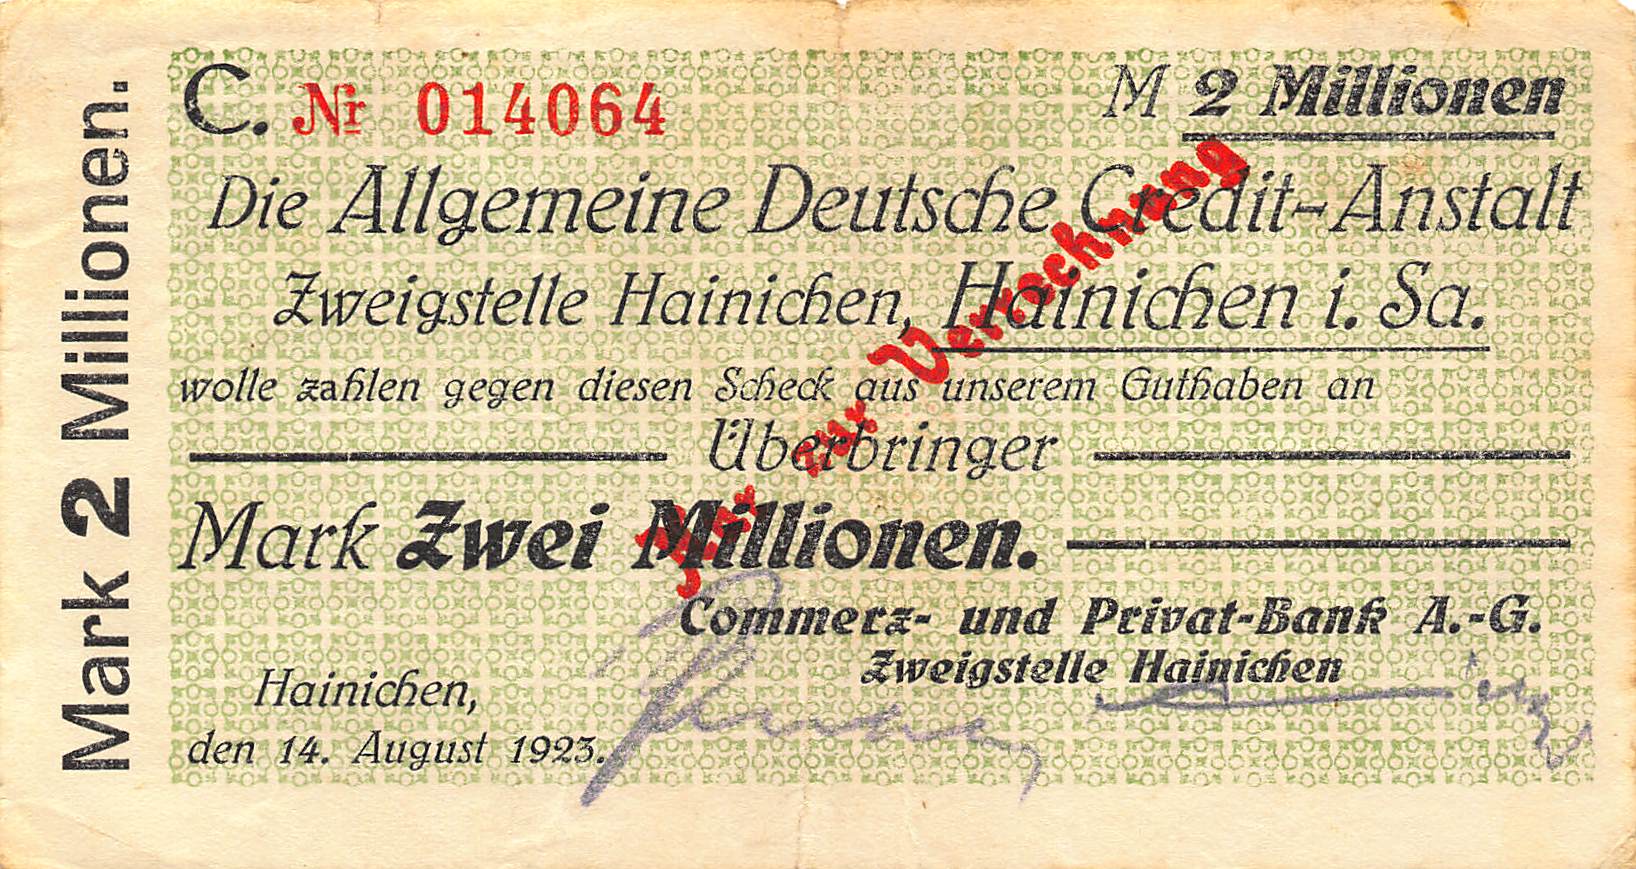 Mark 2 Millionen.
C. Nr 014064
M 2 Millionen
Die Allgemeine Deutsche Credit-Anstalt
Zweigstelle Hainichen, Hainichen i. Sa.
wolle zahlen gegen diesen Scheck aus unserem Guthaben an
Überbringer
Mark Zwei Millionen.
Nur zur Verrechnung
Commerz- und Privat-Bank A.-G.
Zweigstelle Hainichen
Hainichen,
den 14. August 1923.